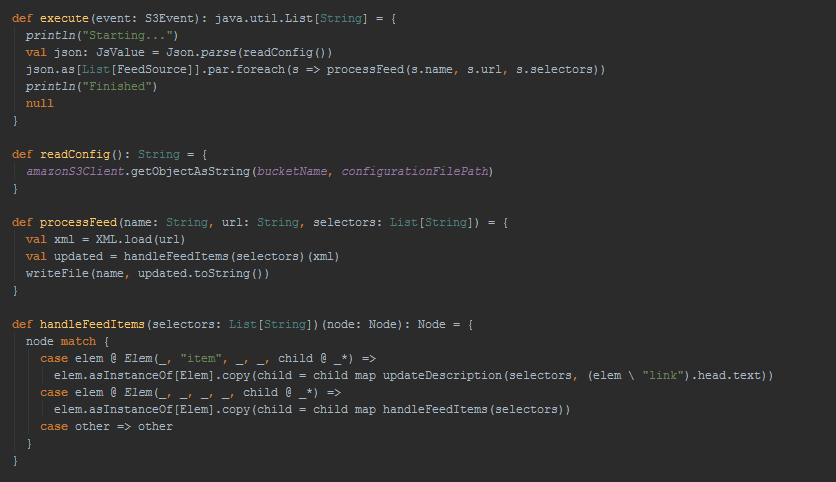 def execute(event: S3Event): java.util.List[String] = {
  println("Starting...")
  val json: JsValue = Json.parse(readConfig())
  json.as[List[FeedSource]].par.foreach(s => processFeed(s.name, s.url, s.selectors))
  println("Finished")
  null
}

def readConfig(): String = {
  amazonS3Client.getObjectAsString(bucketName, configurationFilePath)
}

def processFeed(name: String, url: String, selectors: List[String]) = {
  val xml = XML.load(url)
  val updated = handleFeedItems(selectors)(xml)
  writeFile(name, updated.toString())
}

def handleFeedItems(selectors: List[String])(node: Node): Node = {
  node match {
    case elem @ Elem(_, "item", _, _, child @ _*) =>
      elem.asInstanceOf[Elem].copy(child = child map updateDescription(selectors, (elem \ "link").head.text))
    case elem @ Elem(_, _, _, _, child @ _*) =>
      elem.asInstanceOf[Elem].copy(child = child map handleFeedItems(selectors))
    case other => other
  }
}